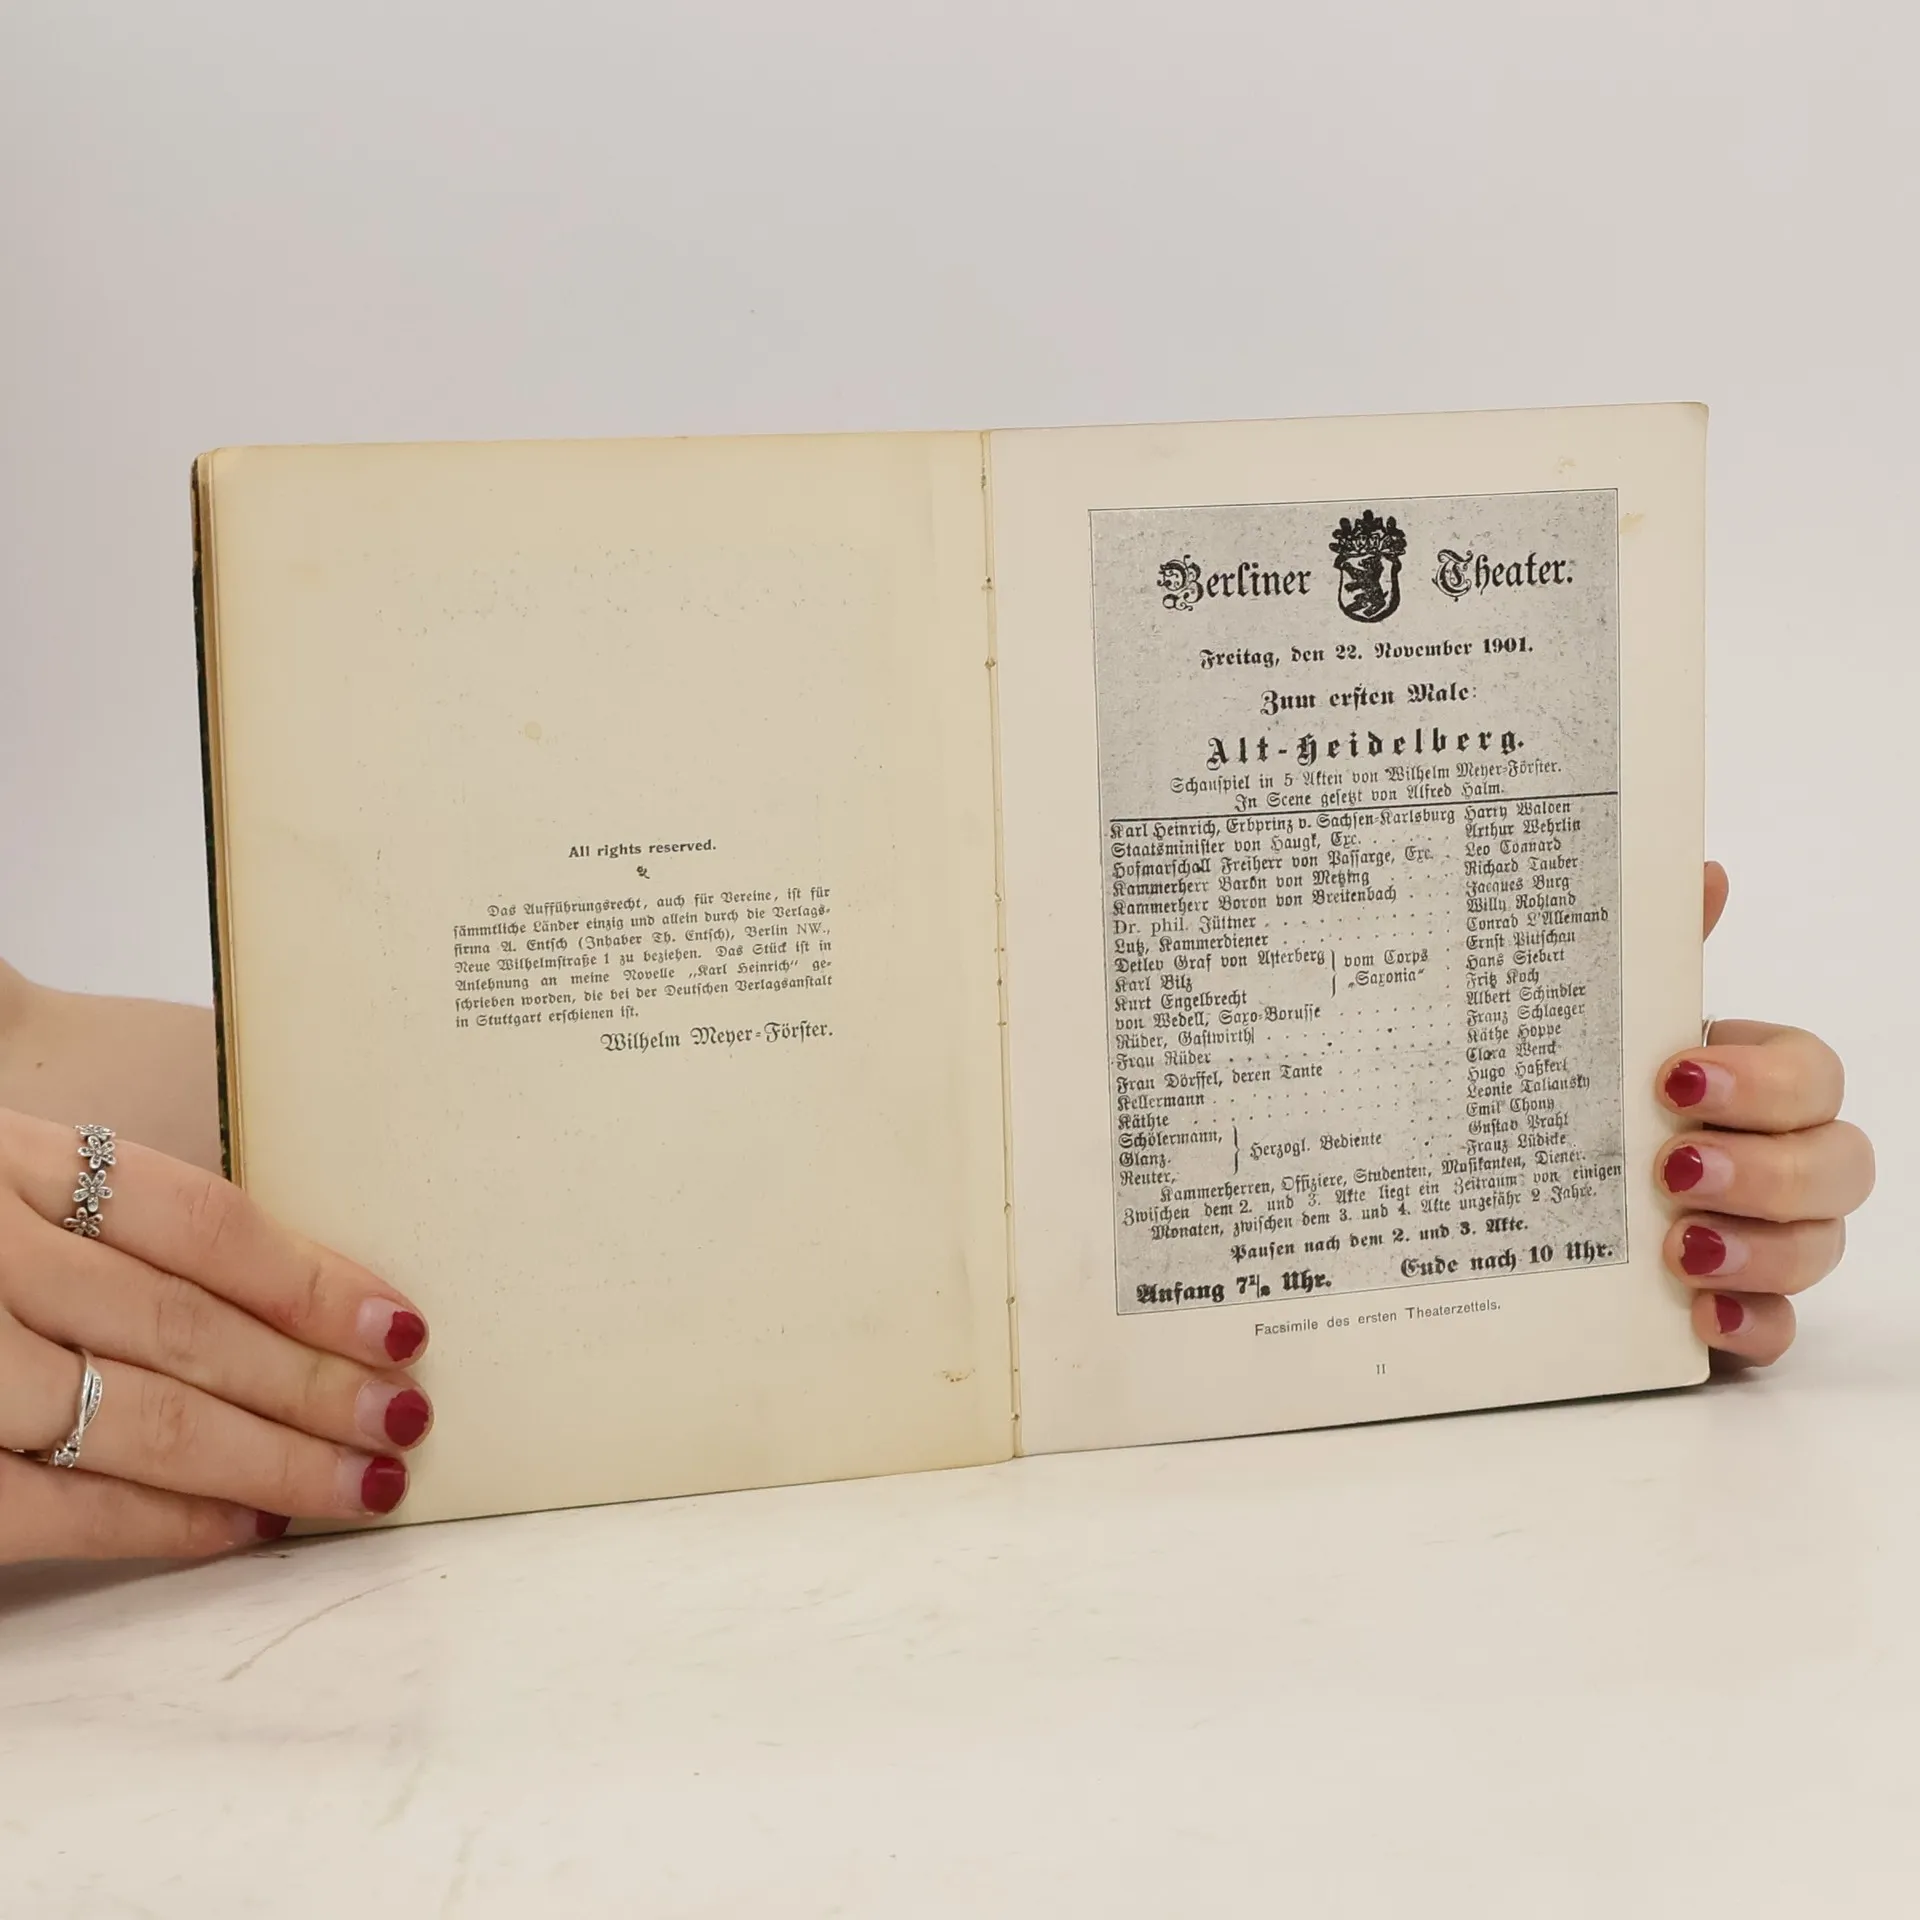 All rights reserved.
Das Aufführungsrecht, auch für Vereine, ist für
sämmtliche Länder einzig und allein durch die Verlags-
firma A. Entsch (Inhaber Th. Entsch), Berlin NW.,
Neue Wilhelmstraße 1 zu beziehen. Das Stück ist in
Anlehnung an meine Novelle „Karl Heinrich“ ge-
schrieben worden, die bei der Deutschen Verlagsanstalt
in Stuttgart erschienen ist.
Wilhelm Meyer-Förster.
Berliner Theater.
Freitag, den 22. November 1901.
Zum ersten Male:
Alt-Heidelberg.
Schauspiel in 5 Akten von Wilhelm Meyer-Förster.
In Scene gesetzt von Alfred Halm.
Karl Heinrich, Erbprinz v. Sachsen-Karlsburg Harry Walden
Staatsminister von Haugk, Exc. . . . . Arthur Wehrlin
Hofmarschall Freiherr von Passarge, Exc. . Leo Connard
Kammerherr Baron von Metzing . . . . Richard Tauber
Kammerherr Boron von Breitenbach . . . Jacques Burg
Dr. phil. Jüttner . . . . . . . . . . Willy Rohland
Lutz, Kammerdiener . . . . . . . . . Conrad L'Allemand
Detlev Graf von Asterberg } vom Corps . Ernst Pittschau
Karl Bilz } „Saxonia“ . Hans Siebert
Kurt Engelbrecht Fritz Koch
von Wedell, Saxo-Borusse . . . . . . Albert Schindler
Rüder, Gastwirth . . . . . . . . . . Franz Schlaeger
Frau Rüder . . . . . . . . . . . . Käthe Hoppe
Frau Dörffel, deren Tante . . . . . . Clara Wenck
Kellermann . . . . . . . . . . . . Hugo Haßkerl
Käthie . . . . . . . . . . . . . . Leonie Taliansky
Schölermann, } Emil Thony
Glanz. } Herzogl. Bediente . . . Gustav Prahl
Reuter, } Franz Lüdicke
Kammerherren, Offiziere, Studenten, Musikanten, Diener.
Zwischen dem 2. und 3. Akte liegt ein Zeitraum von einigen
Monaten, zwischen dem 3. und 4. Akte ungefähr 2 Jahre.
Pausen nach dem 2. und 3. Akte.
Anfang 7½ Uhr. Ende nach 10 Uhr.
Facsimile des ersten Theaterzettels.
II